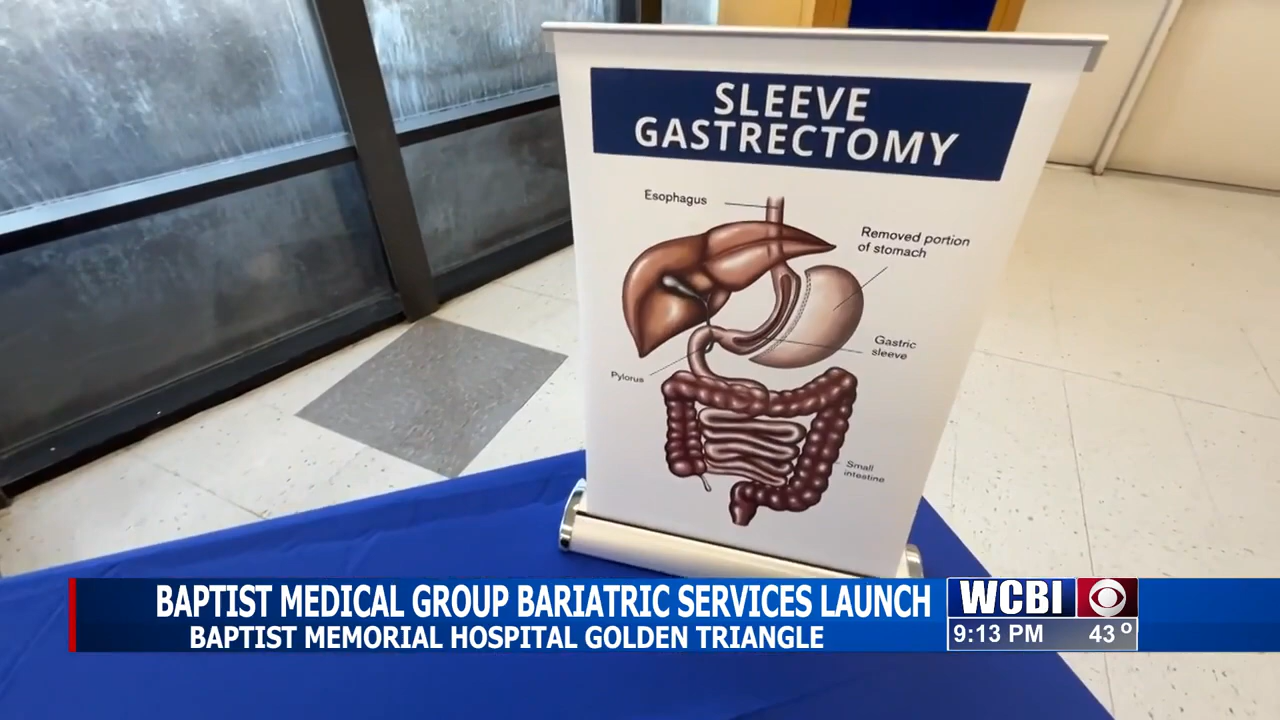 SLEEVE
GASTRECTOMY
Esophagus
Removed portion
of stomach
Gastric
sleeve
Pylorus
Small
intestine
BAPTIST MEDICAL GROUP BARIATRIC SERVICES LAUNCH
BAPTIST MEMORIAL HOSPITAL GOLDEN TRIANGLE
WCBI
9:13 PM 43°